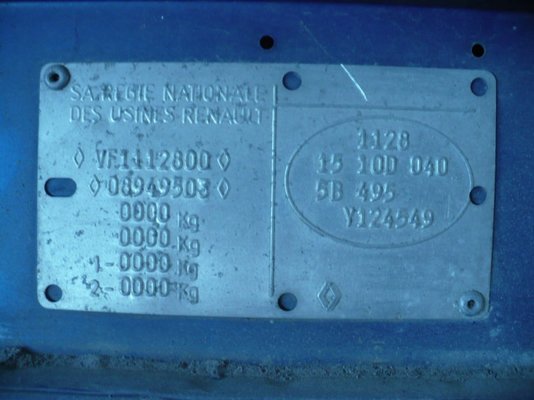 SA.REGIE NATIONALE
DES USINES RENAULT
◊ VF1112800 ◊
◊ 08949503 ◊
0000 Kg
0000 Kg
1-0000 Kg
2-0000 Kg
1128
15 10D 040
5B 495
Y124549